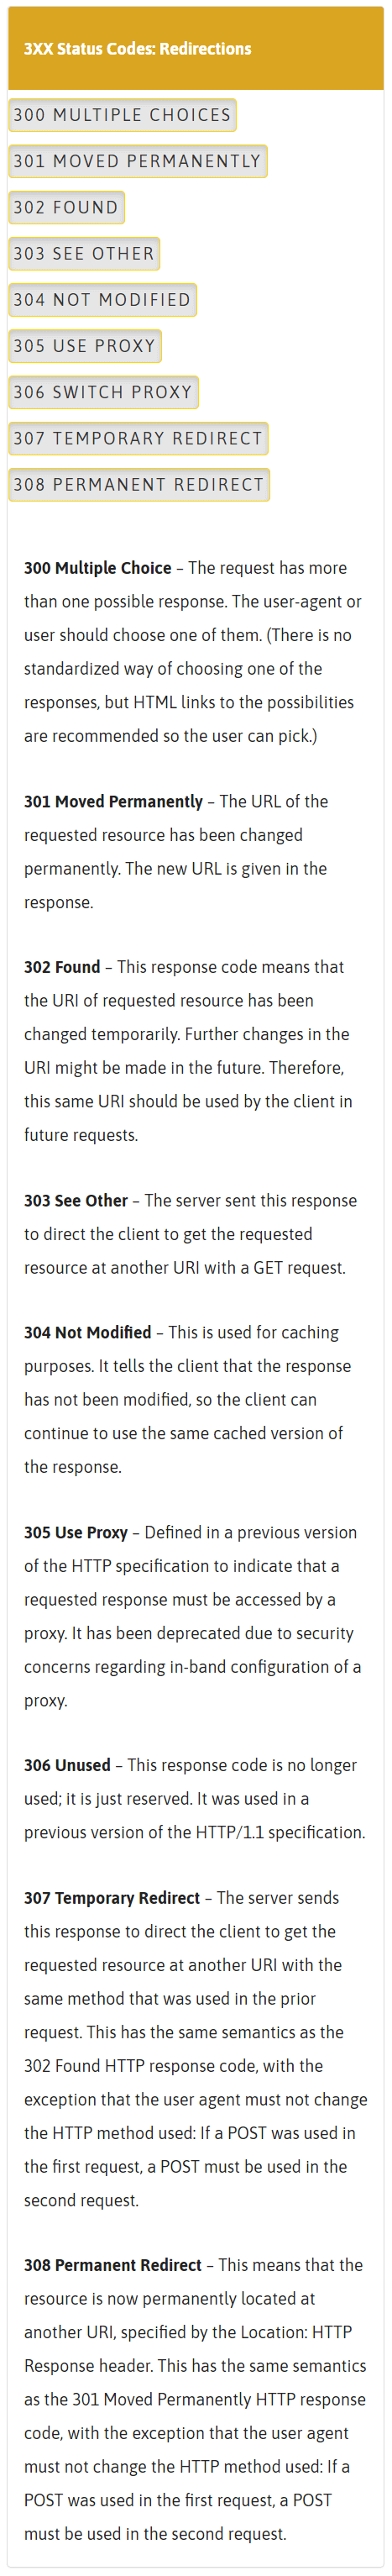 3XX Status Codes: Redirections
300 MULTIPLE CHOICES
301 MOVED PERMANENTLY
302 FOUND
303 SEE OTHER
304 NOT MODIFIED
305 USE PROXY
306 SWITCH PROXY
307 TEMPORARY REDIRECT
308 PERMANENT REDIRECT
300 Multiple Choice – The request has more
than one possible response. The user-agent or
user should choose one of them. (There is no
standardized way of choosing one of the
responses, but HTML links to the possibilities
are recommended so the user can pick.)
301 Moved Permanently – The URL of the
requested resource has been changed
permanently. The new URL is given in the
response.
302 Found – This response code means that
the URI of requested resource has been
changed temporarily. Further changes in the
URI might be made in the future. Therefore,
this same URI should be used by the client in
future requests.
303 See Other – The server sent this response
to direct the client to get the requested
resource at another URI with a GET request.
304 Not Modified – This is used for caching
purposes. It tells the client that the response
has not been modified, so the client can
continue to use the same cached version of
the response.
305 Use Proxy – Defined in a previous version
of the HTTP specification to indicate that a
requested response must be accessed by a
proxy. It has been deprecated due to security
concerns regarding in-band configuration of a
proxy.
306 Unused – This response code is no longer
used; it is just reserved. It was used in a
previous version of the HTTP/1.1 specification.
307 Temporary Redirect – The server sends
this response to direct the client to get the
requested resource at another URI with the
same method that was used in the prior
request. This has the same semantics as the
302 Found HTTP response code, with the
exception that the user agent must not change
the HTTP method used: If a POST was used in
the first request, a POST must be used in the
second request.
308 Permanent Redirect – This means that the
resource is now permanently located at
another URI, specified by the Location: HTTP
Response header. This has the same semantics
as the 301 Moved Permanently HTTP response
code, with the exception that the user agent
must not change the HTTP method used: If a
POST was used in the first request, a POST
must be used in the second request.